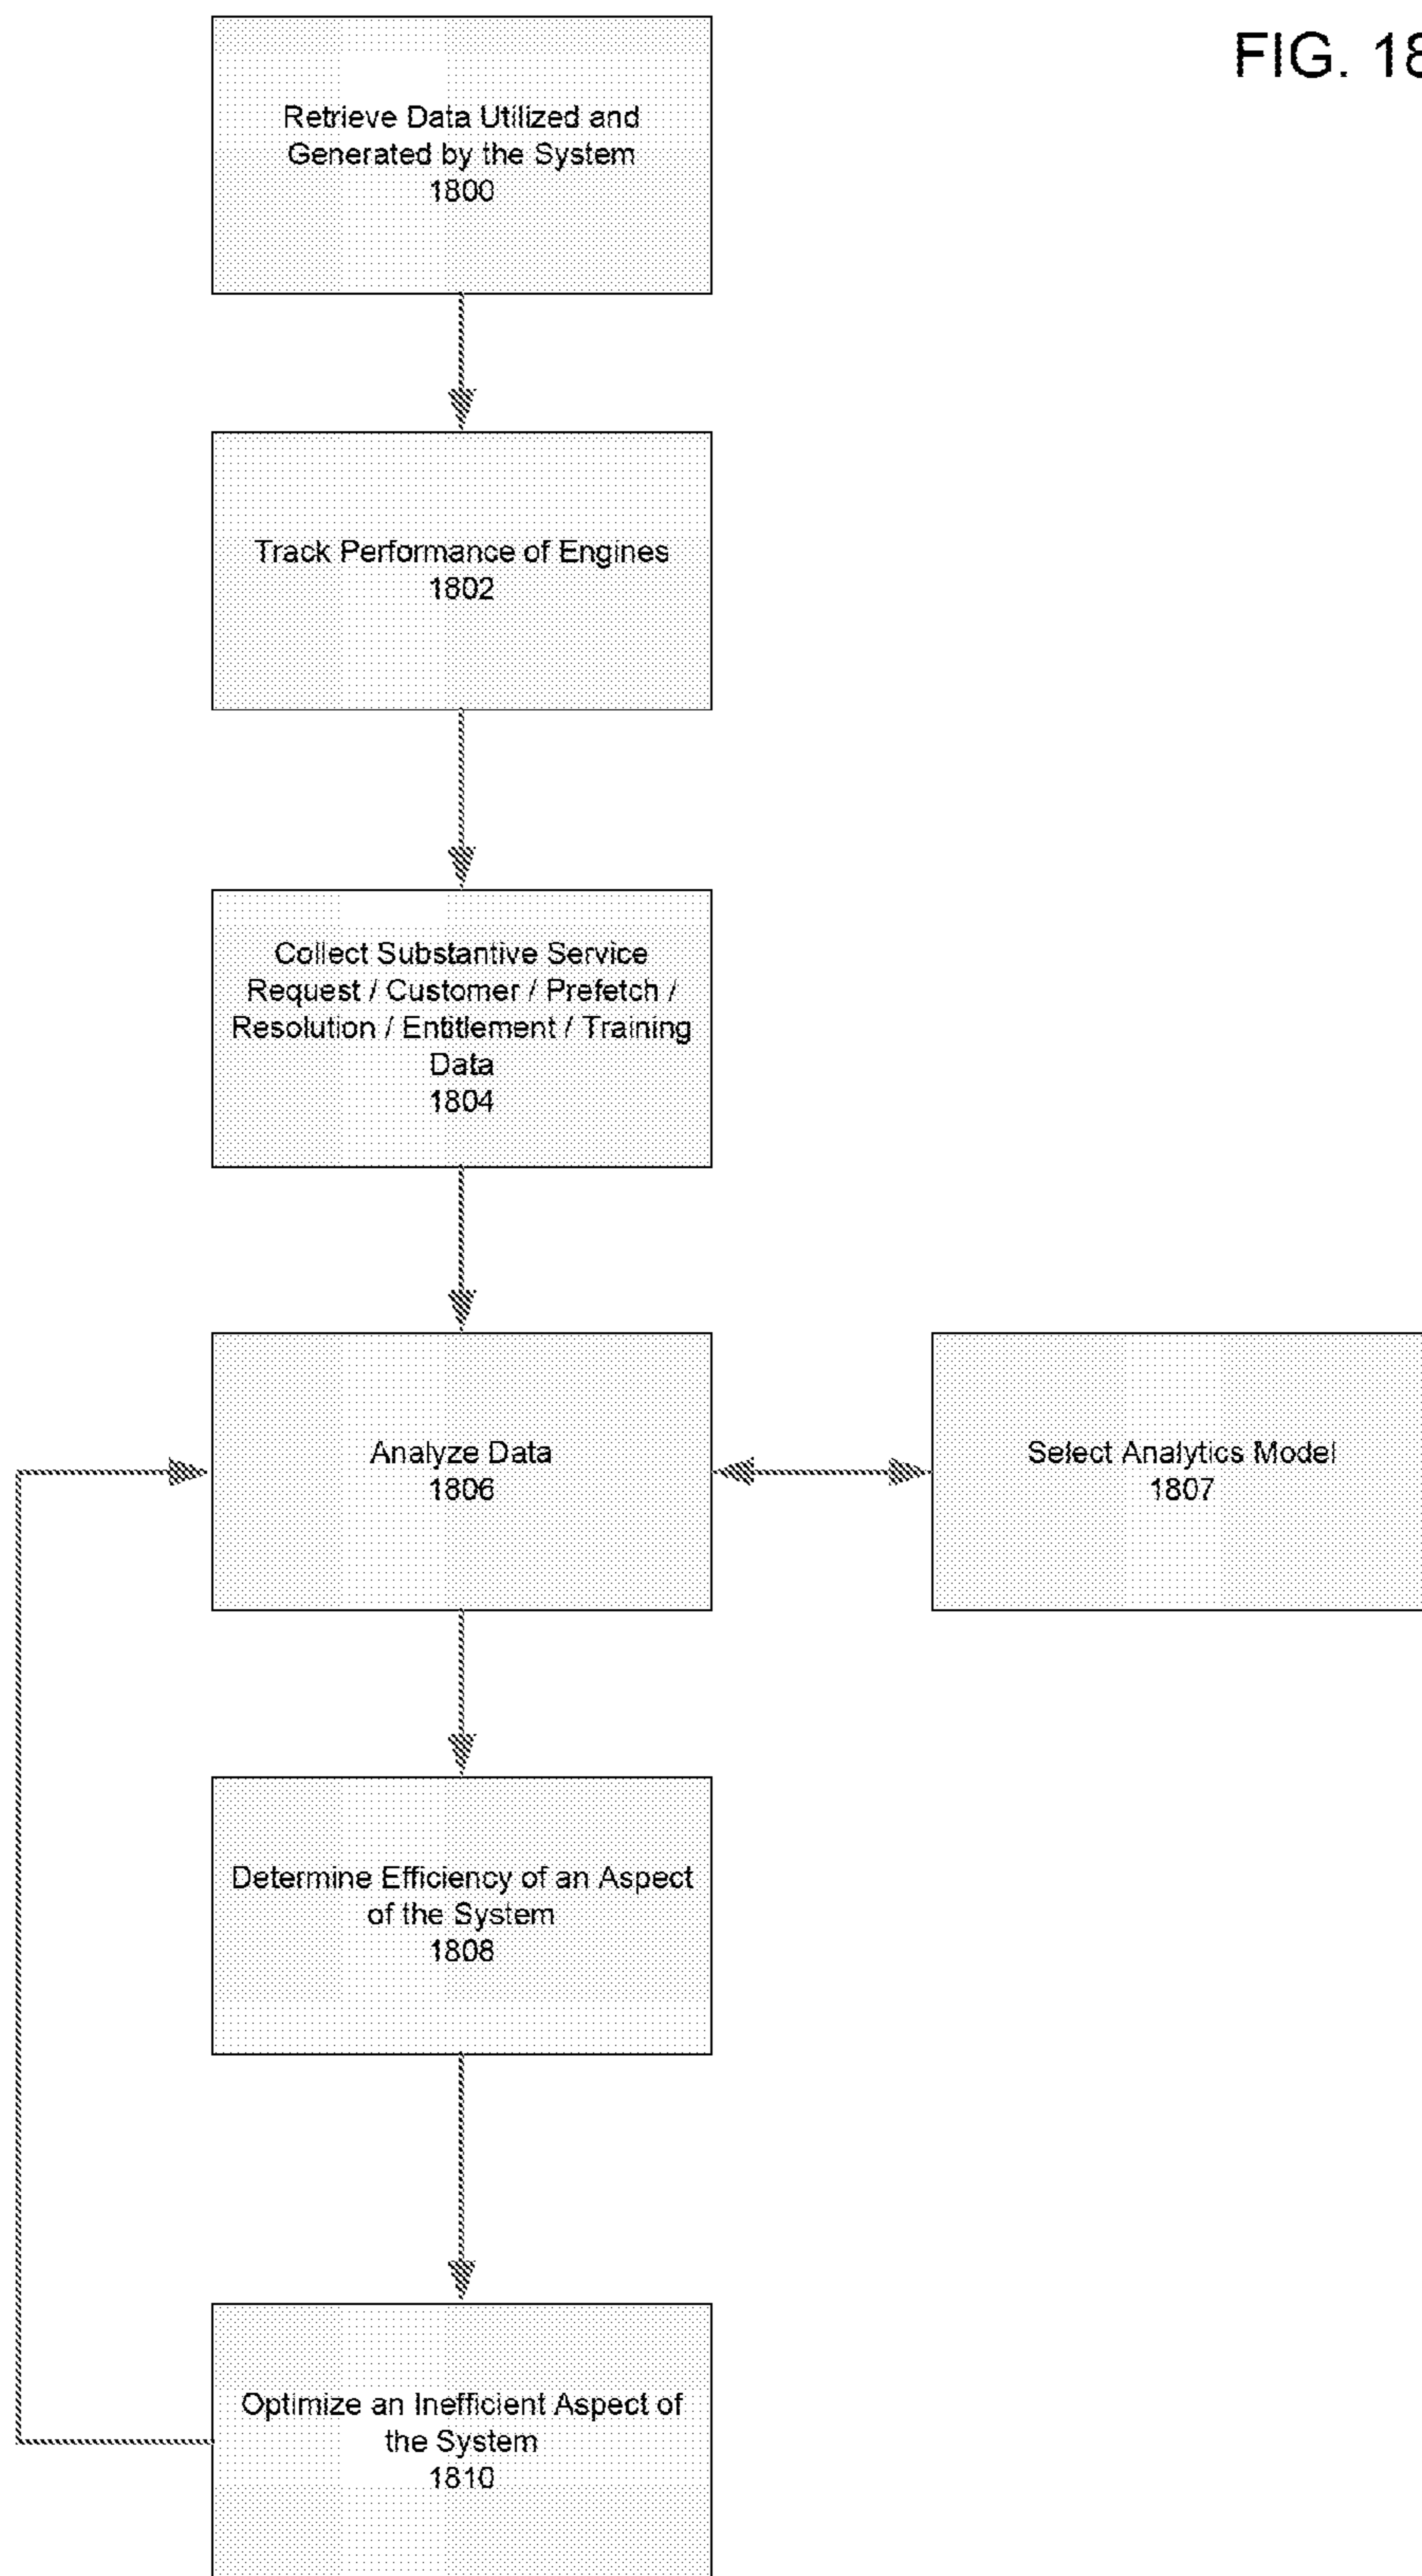 FIG. 18
Retrieve Data Utilized and
Generated by the System
1800
Track Performance of Engines
1802
Collect Substantive Service
Request / Customer / Prefetch /
Resolution / Entitlement / Training
Data
1804
Analyze Data
1806
Select Analytics Model
1807
Determine Efficiency of an Aspect
of the System
1808
Optimize an Inefficient Aspect of
the System
1810